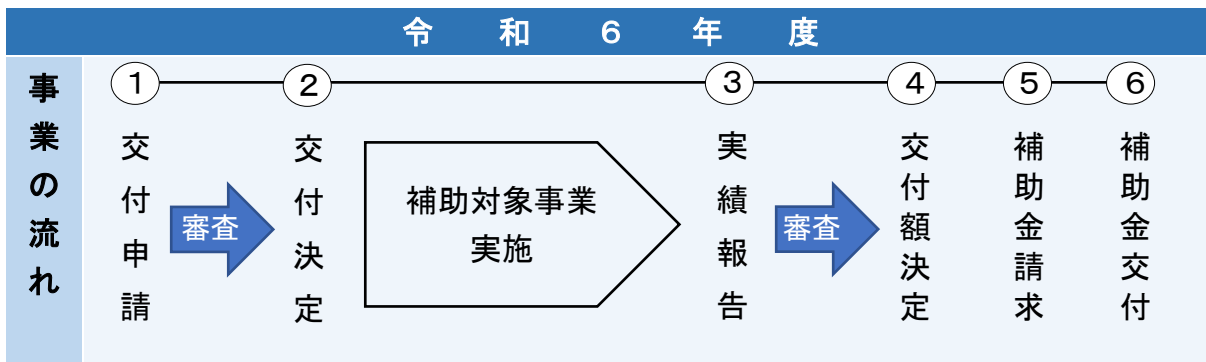 令和６年度
事業の流れ
①
交付申請
審査
②
交付決定
補助対象事業
実施
③
実績報告
審査
④
交付額決定
⑤
補助金請求
⑥
補助金交付